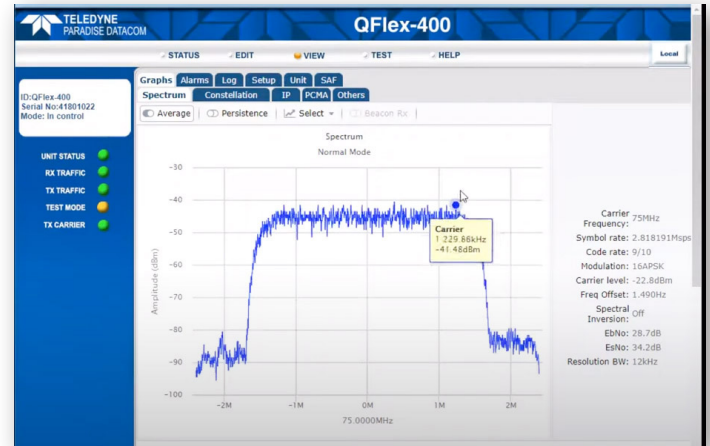 TELEDYNE
PARADISE DATACOM
QFlex-400
STATUS EDIT VIEW TEST HELP
Local
ID:QFlex-400
Serial No:41801022
Mode: In control
UNIT STATUS
RX TRAFFIC
TX TRAFFIC
TEST MODE
TX CARRIER
Graphs Alarms Log Setup Unit SAF
Spectrum Constellation IP PCMA Others
Average Persistence Select Beacon Rx
Spectrum
Normal Mode
Amplitude (dBm)
-30
-40
-50
-60
-70
-80
-90
-100
-2M -1M 0M 1M 2M
75.0000MHz
Carrier
1 229.86kHz
-41.48dBm
Carrier Frequency: 75MHz
Symbol rate: 2.818191Msps
Code rate: 9/10
Modulation: 16APSK
Carrier level: -22.8dBm
Freq Offset: 1.490Hz
Spectral Inversion: Off
EbNo: 28.7dB
EsNo: 34.2dB
Resolution BW: 12kHz